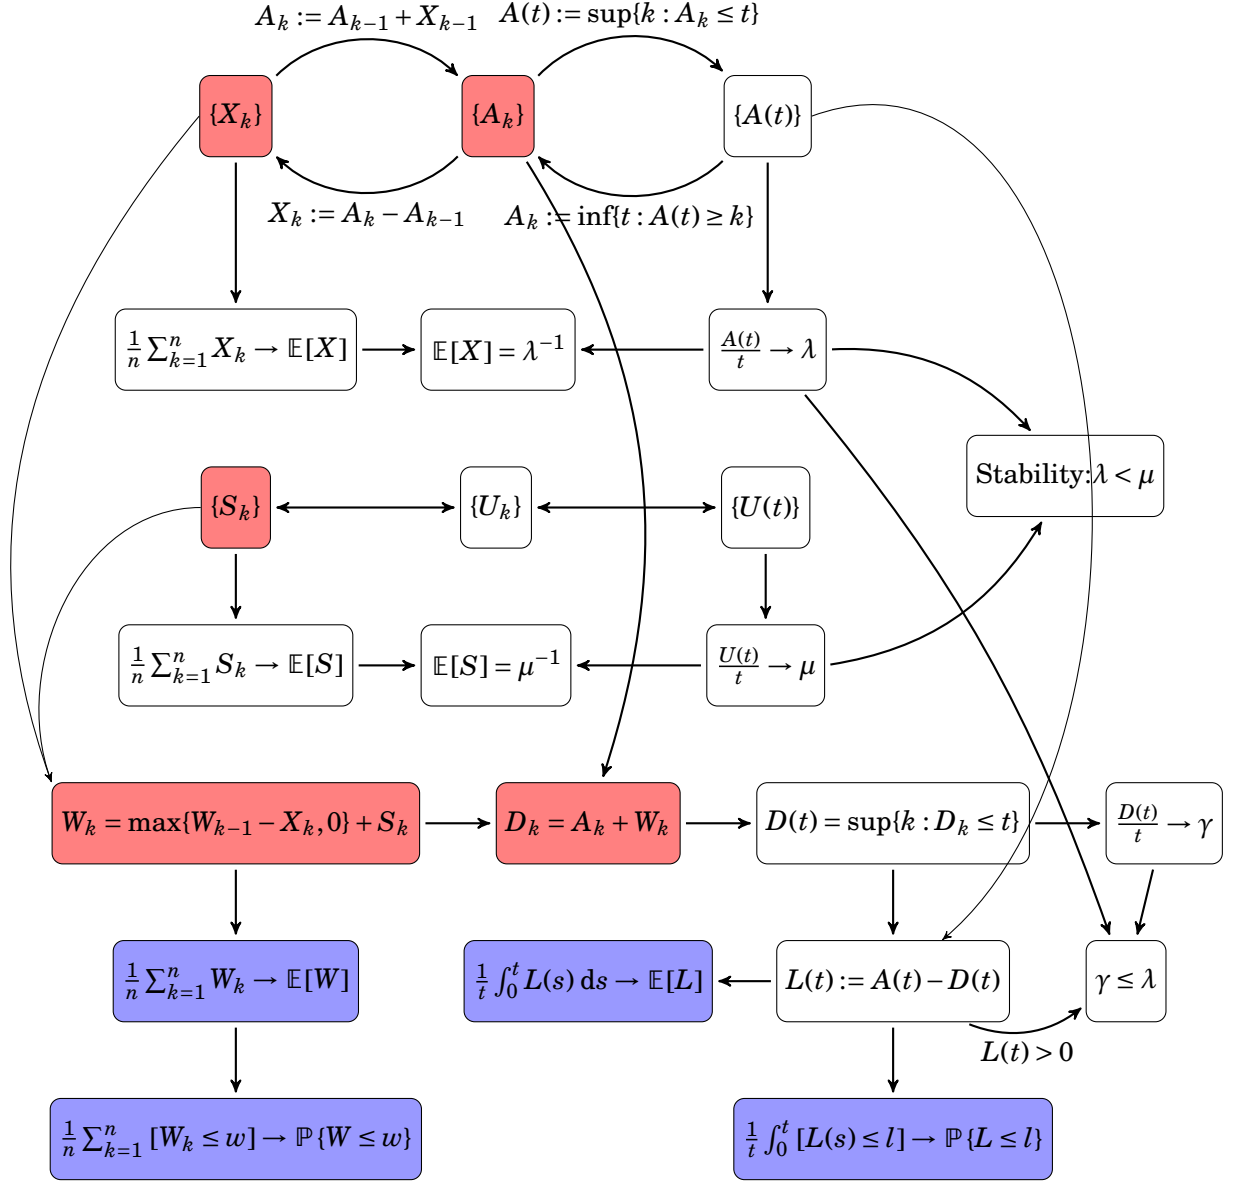 A_k := A_{k−1} + X_{k−1}
A(t) := sup{k : A_k ≤ t}
{X_k}
{A_k}
{A(t)}
X_k := A_k − A_{k−1}
A_k := inf{t : A(t) ≥ k}
1/n ∑_{k=1}^n X_k → 𝔼[X]
𝔼[X] = λ^{−1}
A(t)/t → λ
Stability:λ < μ
{S_k}
{U_k}
{U(t)}
1/n ∑_{k=1}^n S_k → 𝔼[S]
𝔼[S] = μ^{−1}
U(t)/t → μ
W_k = max{W_{k−1} − X_k, 0} + S_k
D_k = A_k + W_k
D(t) = sup{k : D_k ≤ t}
D(t)/t → γ
1/n ∑_{k=1}^n W_k → 𝔼[W]
1/t ∫_0^t L(s) ds → 𝔼[L]
L(t) := A(t) − D(t)
γ ≤ λ
L(t) > 0
1/n ∑_{k=1}^n [W_k ≤ w] → ℙ{W ≤ w}
1/t ∫_0^t [L(s) ≤ l] → ℙ{L ≤ l}